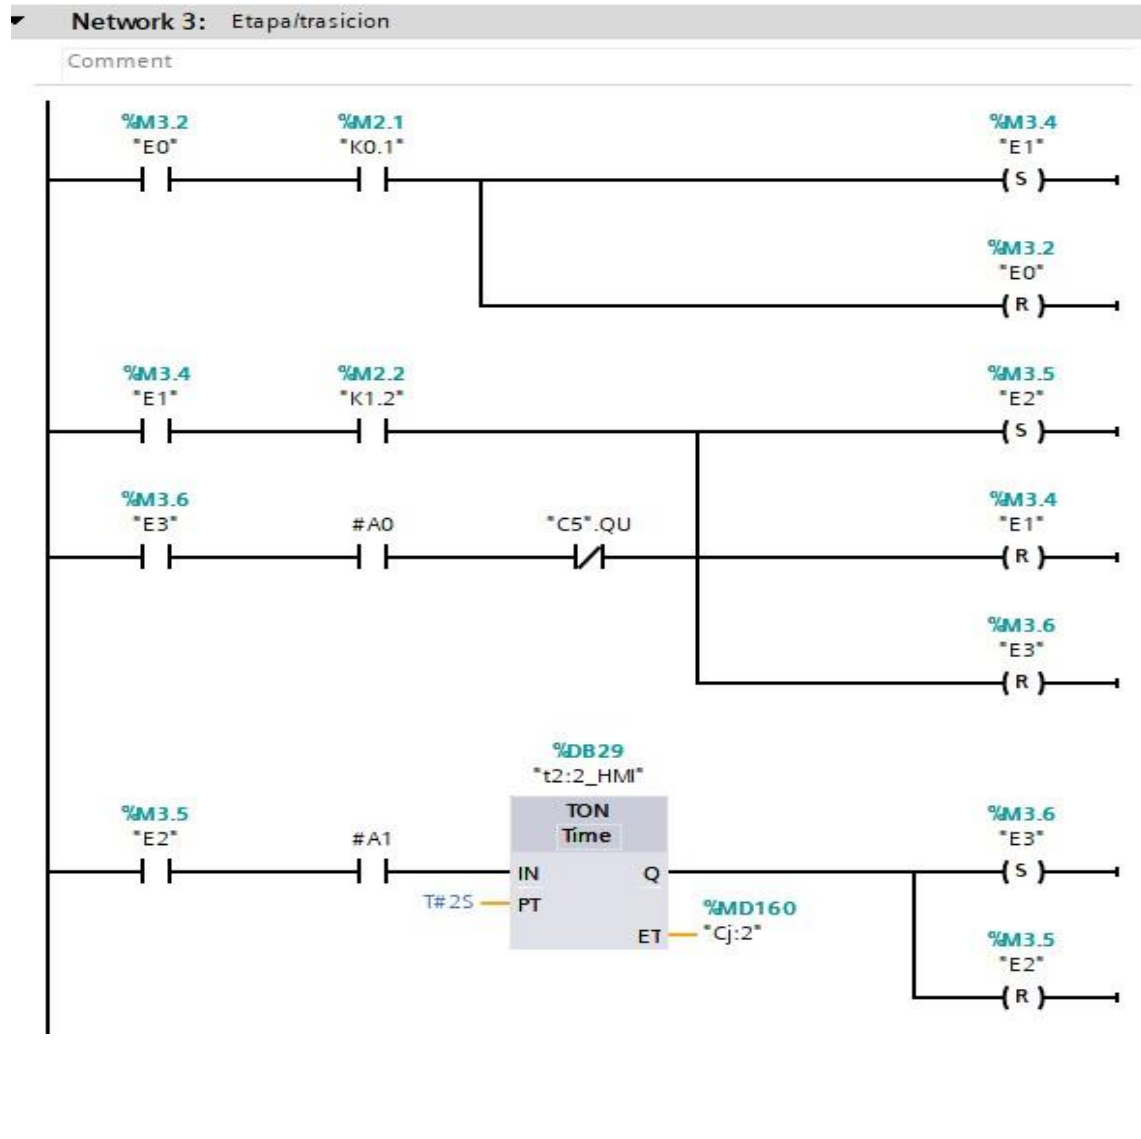 Network 3: Etapa/trasicion
Comment
%M3.2 %M2.1 %M3.4
"E0" "K0.1" "E1"
S
%M3.2
"E0"
R
%M3.4 %M2.2 %M3.5
"E1" "K1.2" "E2"
S
%M3.6 %M3.4
"E3" #A0 "C5".QU "E1"
R
%M3.6
"E3"
R
%DB29
"t2:2_HMI"
%M3.5 TON %M3.6
"E2" #A1 Time "E3"
IN Q S
T#2S PT %MD160
ET "Cj:2" %M3.5
"E2"
R